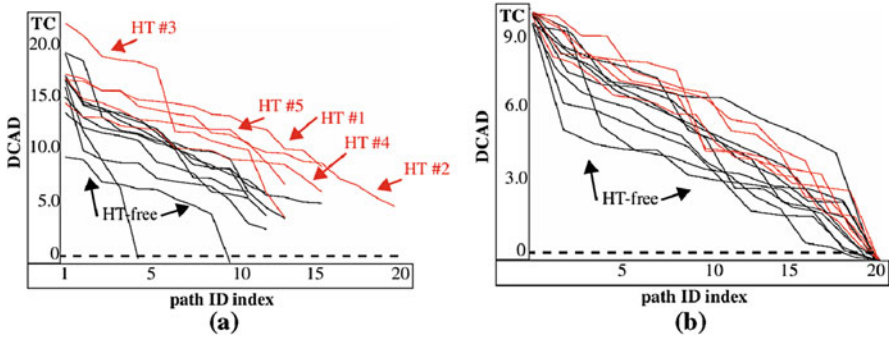 TC
20.0
15.0
10.0
5.0
0
DCAD
HT #3
HT #5
HT #1
HT #4
HT #2
HT-free
1 5 10 15 20
path ID index
(a)
TC
9.0
6.0
3.0
0
DCAD
HT-free
5 10 15 20
path ID index
(b)